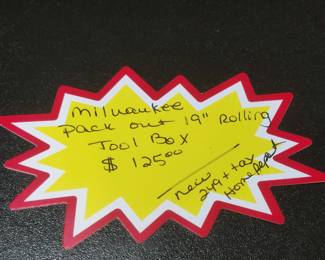 Milwaukee
Pack out 19" Rolling
Tool Box
$ 125.00
new
249 + tax
Home Depot